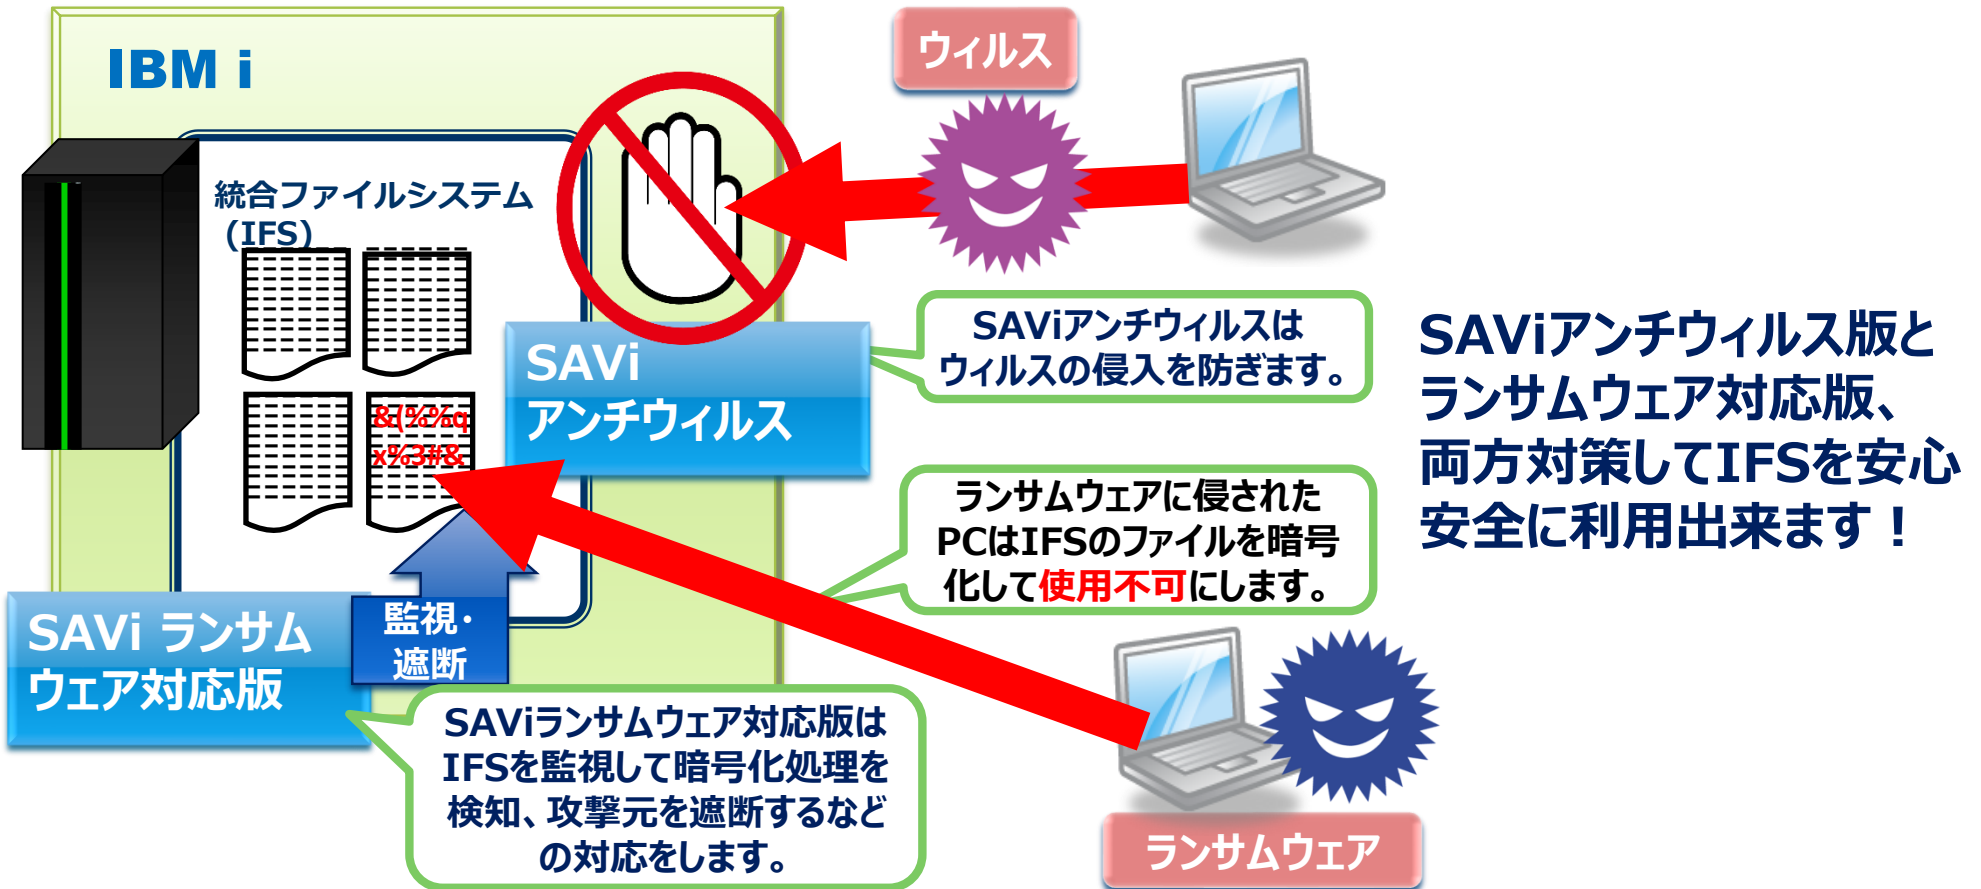 IBM i
統合ファイルシステム
(IFS)
&(%%q
x%3#&
ウィルス
SAVi
アンチウィルス
SAViアンチウィルスは
ウィルスの侵入を防ぎます。
ランサムウェアに侵された
PCはIFSのファイルを暗号
化して使用不可にします。
SAViアンチウィルス版と
ランサムウェア対応版、
両方対策してIFSを安心
安全に利用出来ます！
SAVi ランサム
ウェア対応版
監視・
遮断
SAViランサムウェア対応版は
IFSを監視して暗号化処理を
検知、攻撃元を遮断するなど
の対応をします。
ランサムウェア